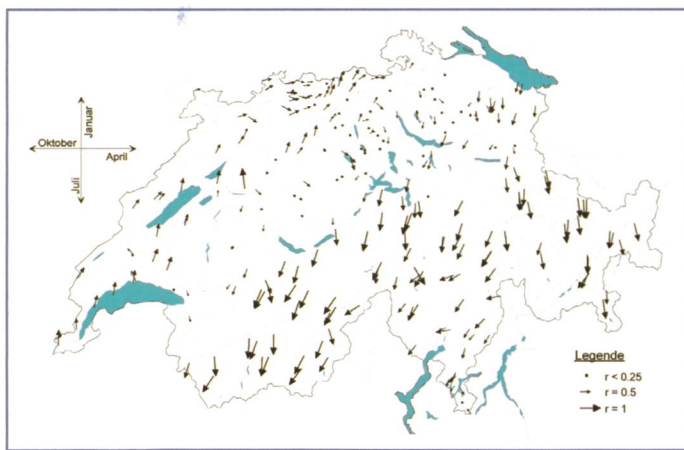 Januar
Oktober
April
Juli
Legende
r < 0.25
r = 0.5
r = 1